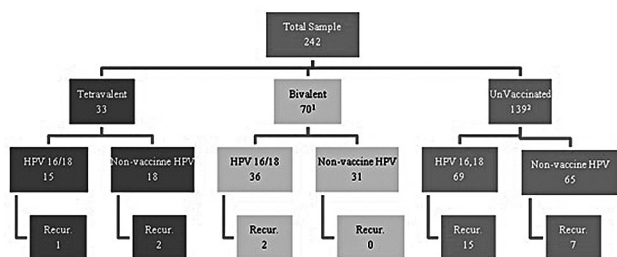 Total Sample
242
Tetravalent
33
Bivalent
70¹
UnVaccinated
139²
HPV 16/18
15
Non-vaccinne HPV
18
HPV 16/18
36
Non-vaccine HPV
31
HPV 16,18
69
Non-vaccine HPV
65
Recur.
1
Recur.
2
Recur.
2
Recur.
0
Recur.
15
Recur.
7